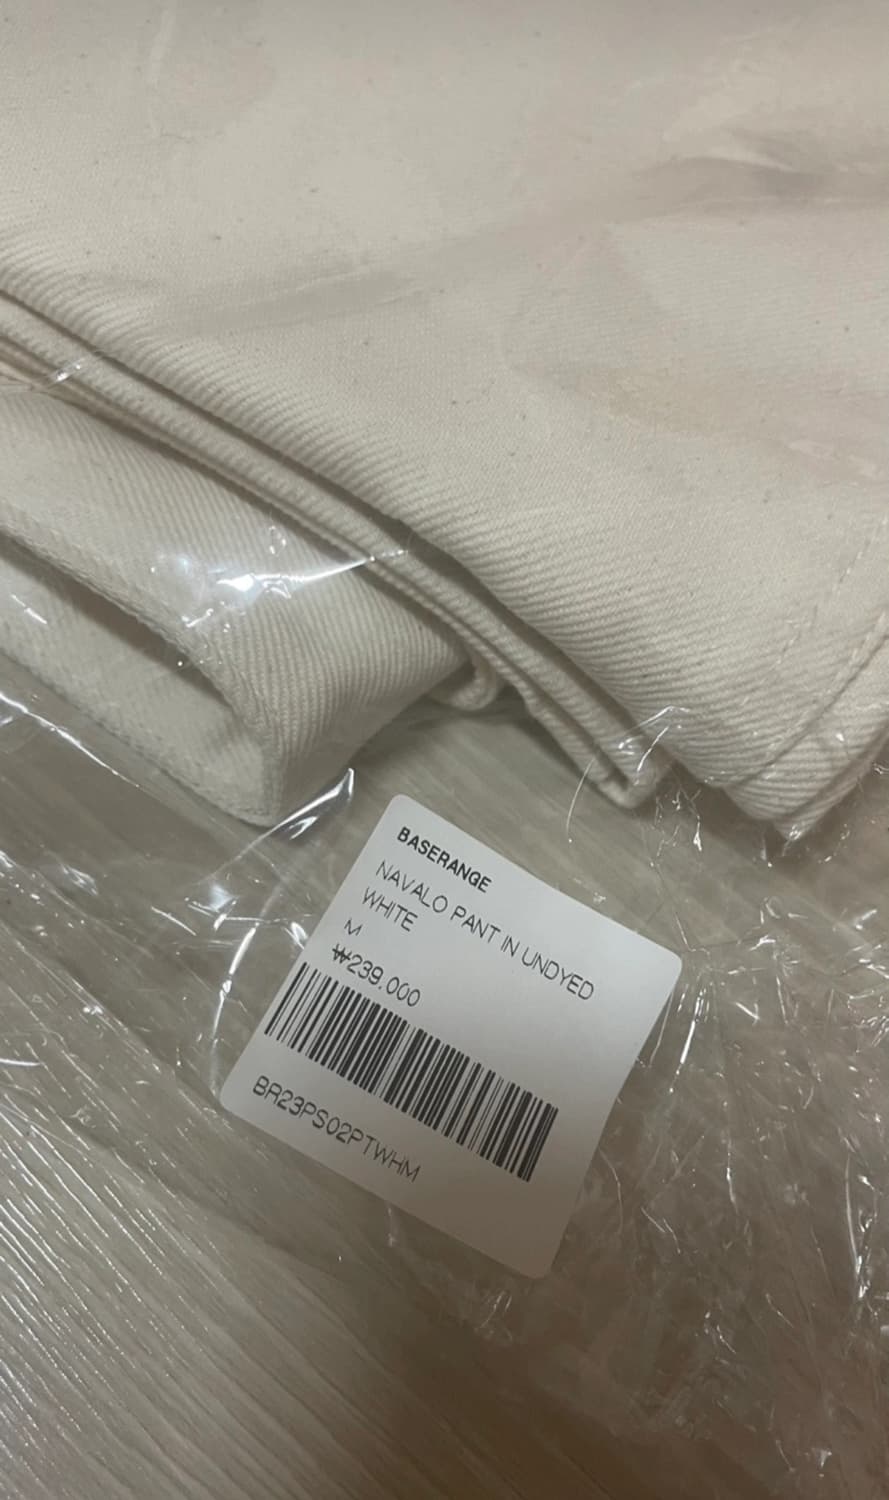 BASERANGE
NAVALO PANT IN UNDYED
WHITE
M
₩239,000
BR23PS02PTWHM